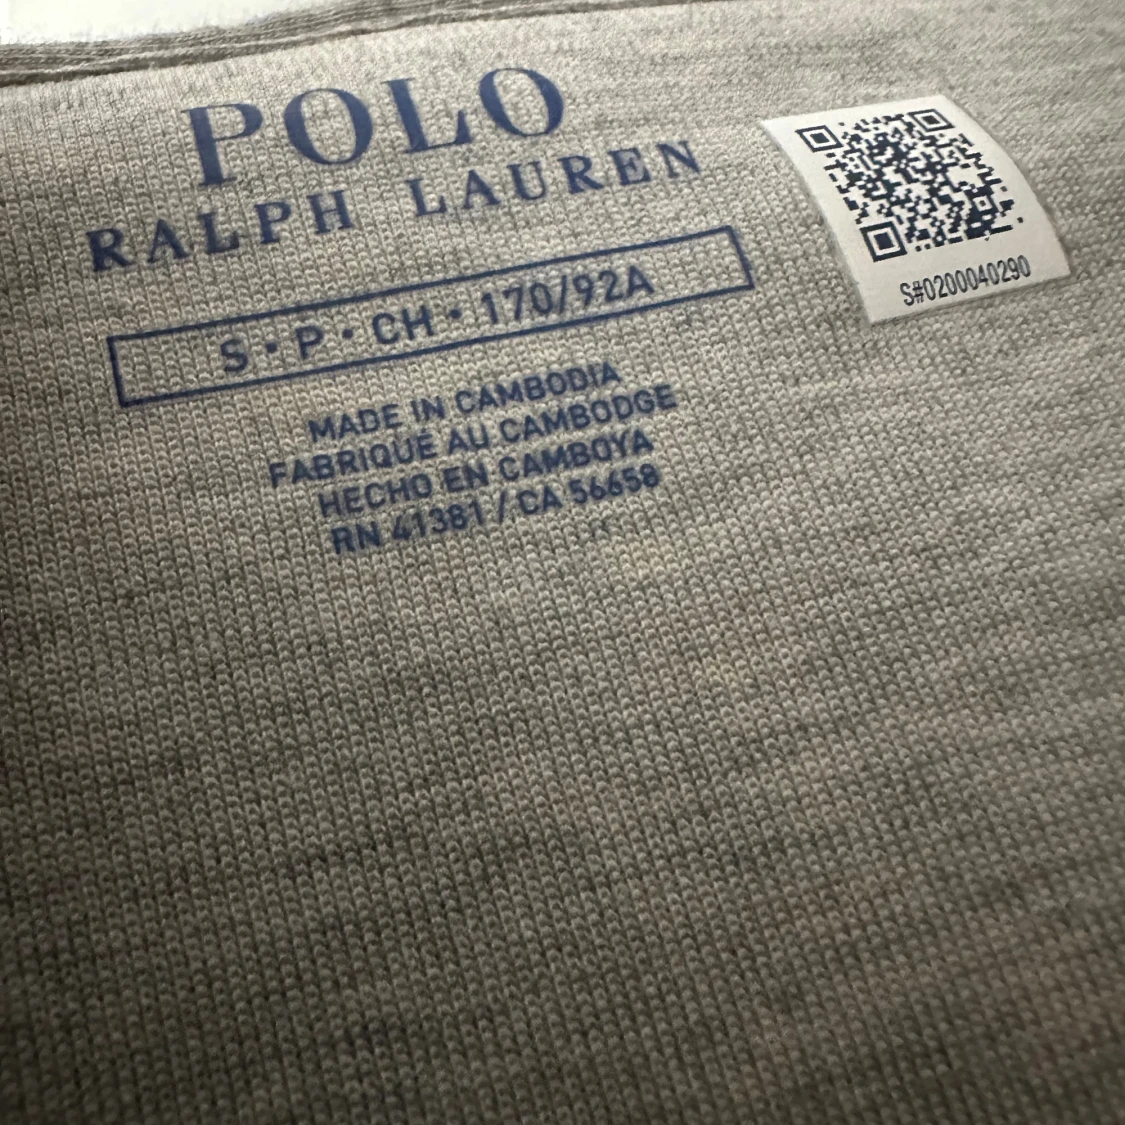 POLO
RALPH LAUREN
S • P • CH • 170/92A
MADE IN CAMBODIA
FABRIQUÉ AU CAMBODGE
HECHO EN CAMBOYA
RN 41381 / CA 56658
S#0200040290